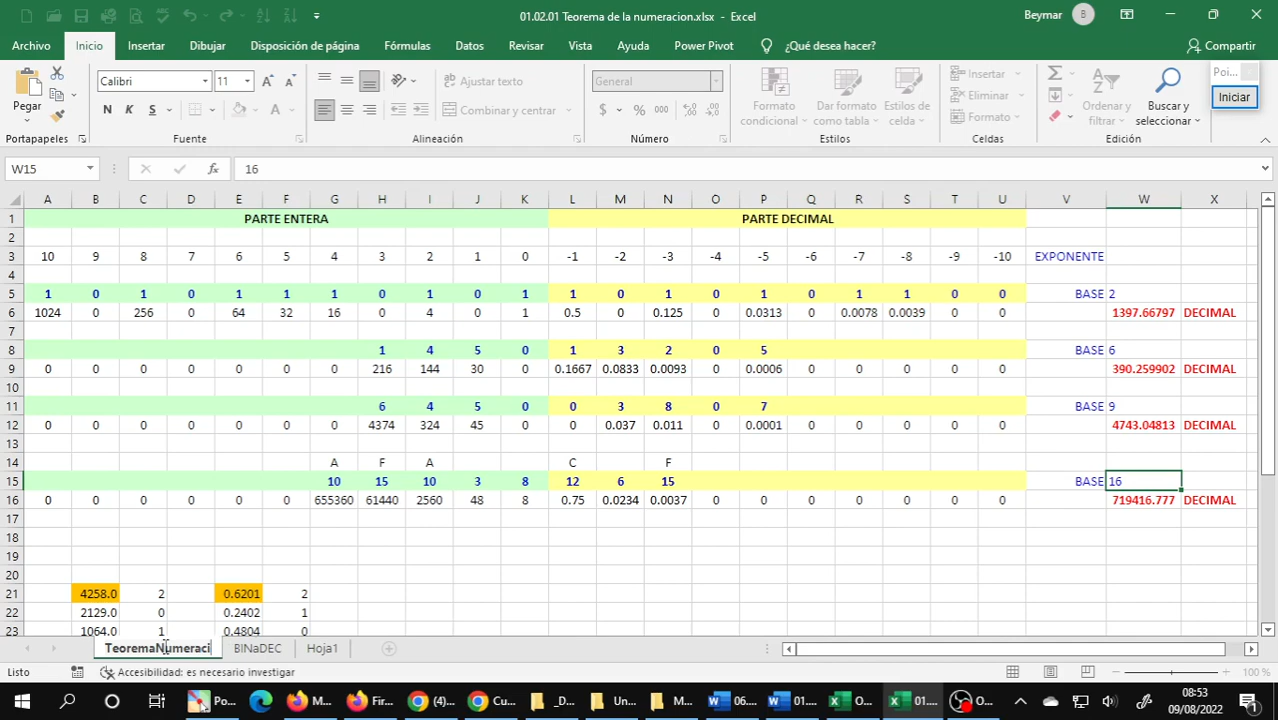 01.02.01 Teorema de la numeracion.xlsx - Excel
Beymar B
Archivo Inicio Insertar Dibujar Disposición de página Fórmulas Datos Revisar Vista Ayuda Power Pivot ¿Qué desea hacer? Compartir
Pegar
Calibri 11
N K S
Ajustar texto
Combinar y centrar
General
$ % 000
Formato condicional
Dar formato como tabla
Estilos de celda
Insertar
Eliminar
Formato
Ordenar y filtrar
Buscar y seleccionar
Poi...
Iniciar
Portapapeles Fuente Alineación Número Estilos Celdas Edición
W15 fx 16
A B C D E F G H I J K L M N O P Q R S T U V W X
1 PARTE ENTERA PARTE DECIMAL
2
3 10 9 8 7 6 5 4 3 2 1 0 -1 -2 -3 -4 -5 -6 -7 -8 -9 -10 EXPONENTE
4
5 1 0 1 0 1 1 1 0 1 0 1 1 0 1 0 1 0 1 1 0 0 BASE 2
6 1024 0 256 0 64 32 16 0 4 0 1 0.5 0 0.125 0 0.0313 0 0.0078 0.0039 0 0 1397.66797 DECIMAL
7
8 1 4 5 0 1 3 2 0 5 BASE 6
9 0 0 0 0 0 0 0 216 144 30 0 0.1667 0.0833 0.0093 0 0.0006 0 0 0 0 0 390.259902 DECIMAL
10
11 6 4 5 0 0 3 8 0 7 BASE 9
12 0 0 0 0 0 0 0 4374 324 45 0 0 0.037 0.011 0 0.0001 0 0 0 0 0 4743.04813 DECIMAL
13
14 A F A C F
15 10 15 10 3 8 12 6 15 BASE 16
16 0 0 0 0 0 0 655360 61440 2560 48 8 0.75 0.0234 0.0037 0 0 0 0 0 0 0 719416.777 DECIMAL
17
18
19
20
21 4258.0 2 0.6201 2
22 2129.0 0 0.2402 1
23 1064.0 1 0.4804 0
TeoremaNumeraci BINaDEC Hoja1
Listo Accesibilidad: es necesario investigar 100 %
Po... M... Fir... (4)... Cu... _D... Un... M... 06.... 01.... O... 01.... O... 08:53
09/08/2022 1